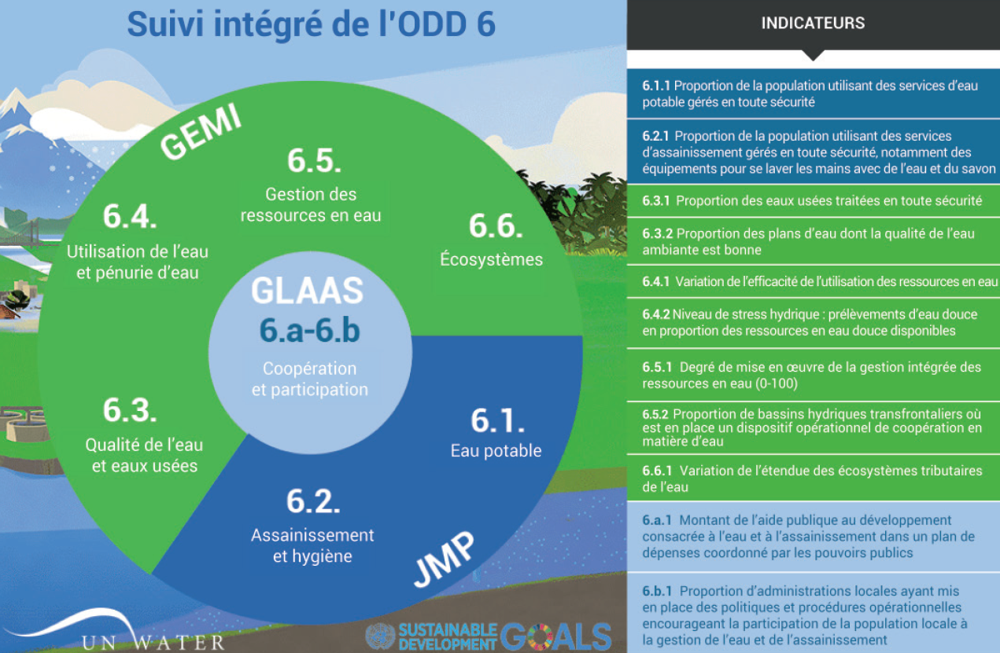 Suivi intégré de l'ODD 6
GEMI
6.5.
Gestion des
ressources en eau
6.4.
Utilisation de l'eau
et pénurie d'eau
6.6.
Écosystèmes
GLAAS
6.a-6.b
Coopération
et participation
6.3.
Qualité de l'eau
et eaux usées
6.1.
Eau potable
6.2.
Assainissement
et hygiène
JMP
UN WATER
SUSTAINABLE
DEVELOPMENT
GOALS
INDICATEURS
6.1.1 Proportion de la population utilisant des services d'eau
potable gérés en toute sécurité
6.2.1 Proportion de la population utilisant des services
d'assainissement gérés en toute sécurité, notamment des
équipements pour se laver les mains avec de l'eau et du savon
6.3.1 Proportion des eaux usées traitées en toute sécurité
6.3.2 Proportion des plans d'eau dont la qualité de l'eau
ambiante est bonne
6.4.1 Variation de l'efficacité de l'utilisation des ressources en eau
6.4.2 Niveau de stress hydrique : prélèvements d'eau douce
en proportion des ressources en eau douce disponibles
6.5.1 Degré de mise en œuvre de la gestion intégrée des
ressources en eau (0-100)
6.5.2 Proportion de bassins hydriques transfrontaliers où
est en place un dispositif opérationnel de coopération en
matière d'eau
6.6.1 Variation de l'étendue des écosystèmes tributaires
de l'eau
6.a.1 Montant de l'aide publique au développement
consacrée à l'eau et à l'assainissement dans un plan de
dépenses coordonné par les pouvoirs publics
6.b.1 Proportion d'administrations locales ayant mis
en place des politiques et procédures opérationnelles
encourageant la participation de la population locale à
la gestion de l'eau et de l'assainissement